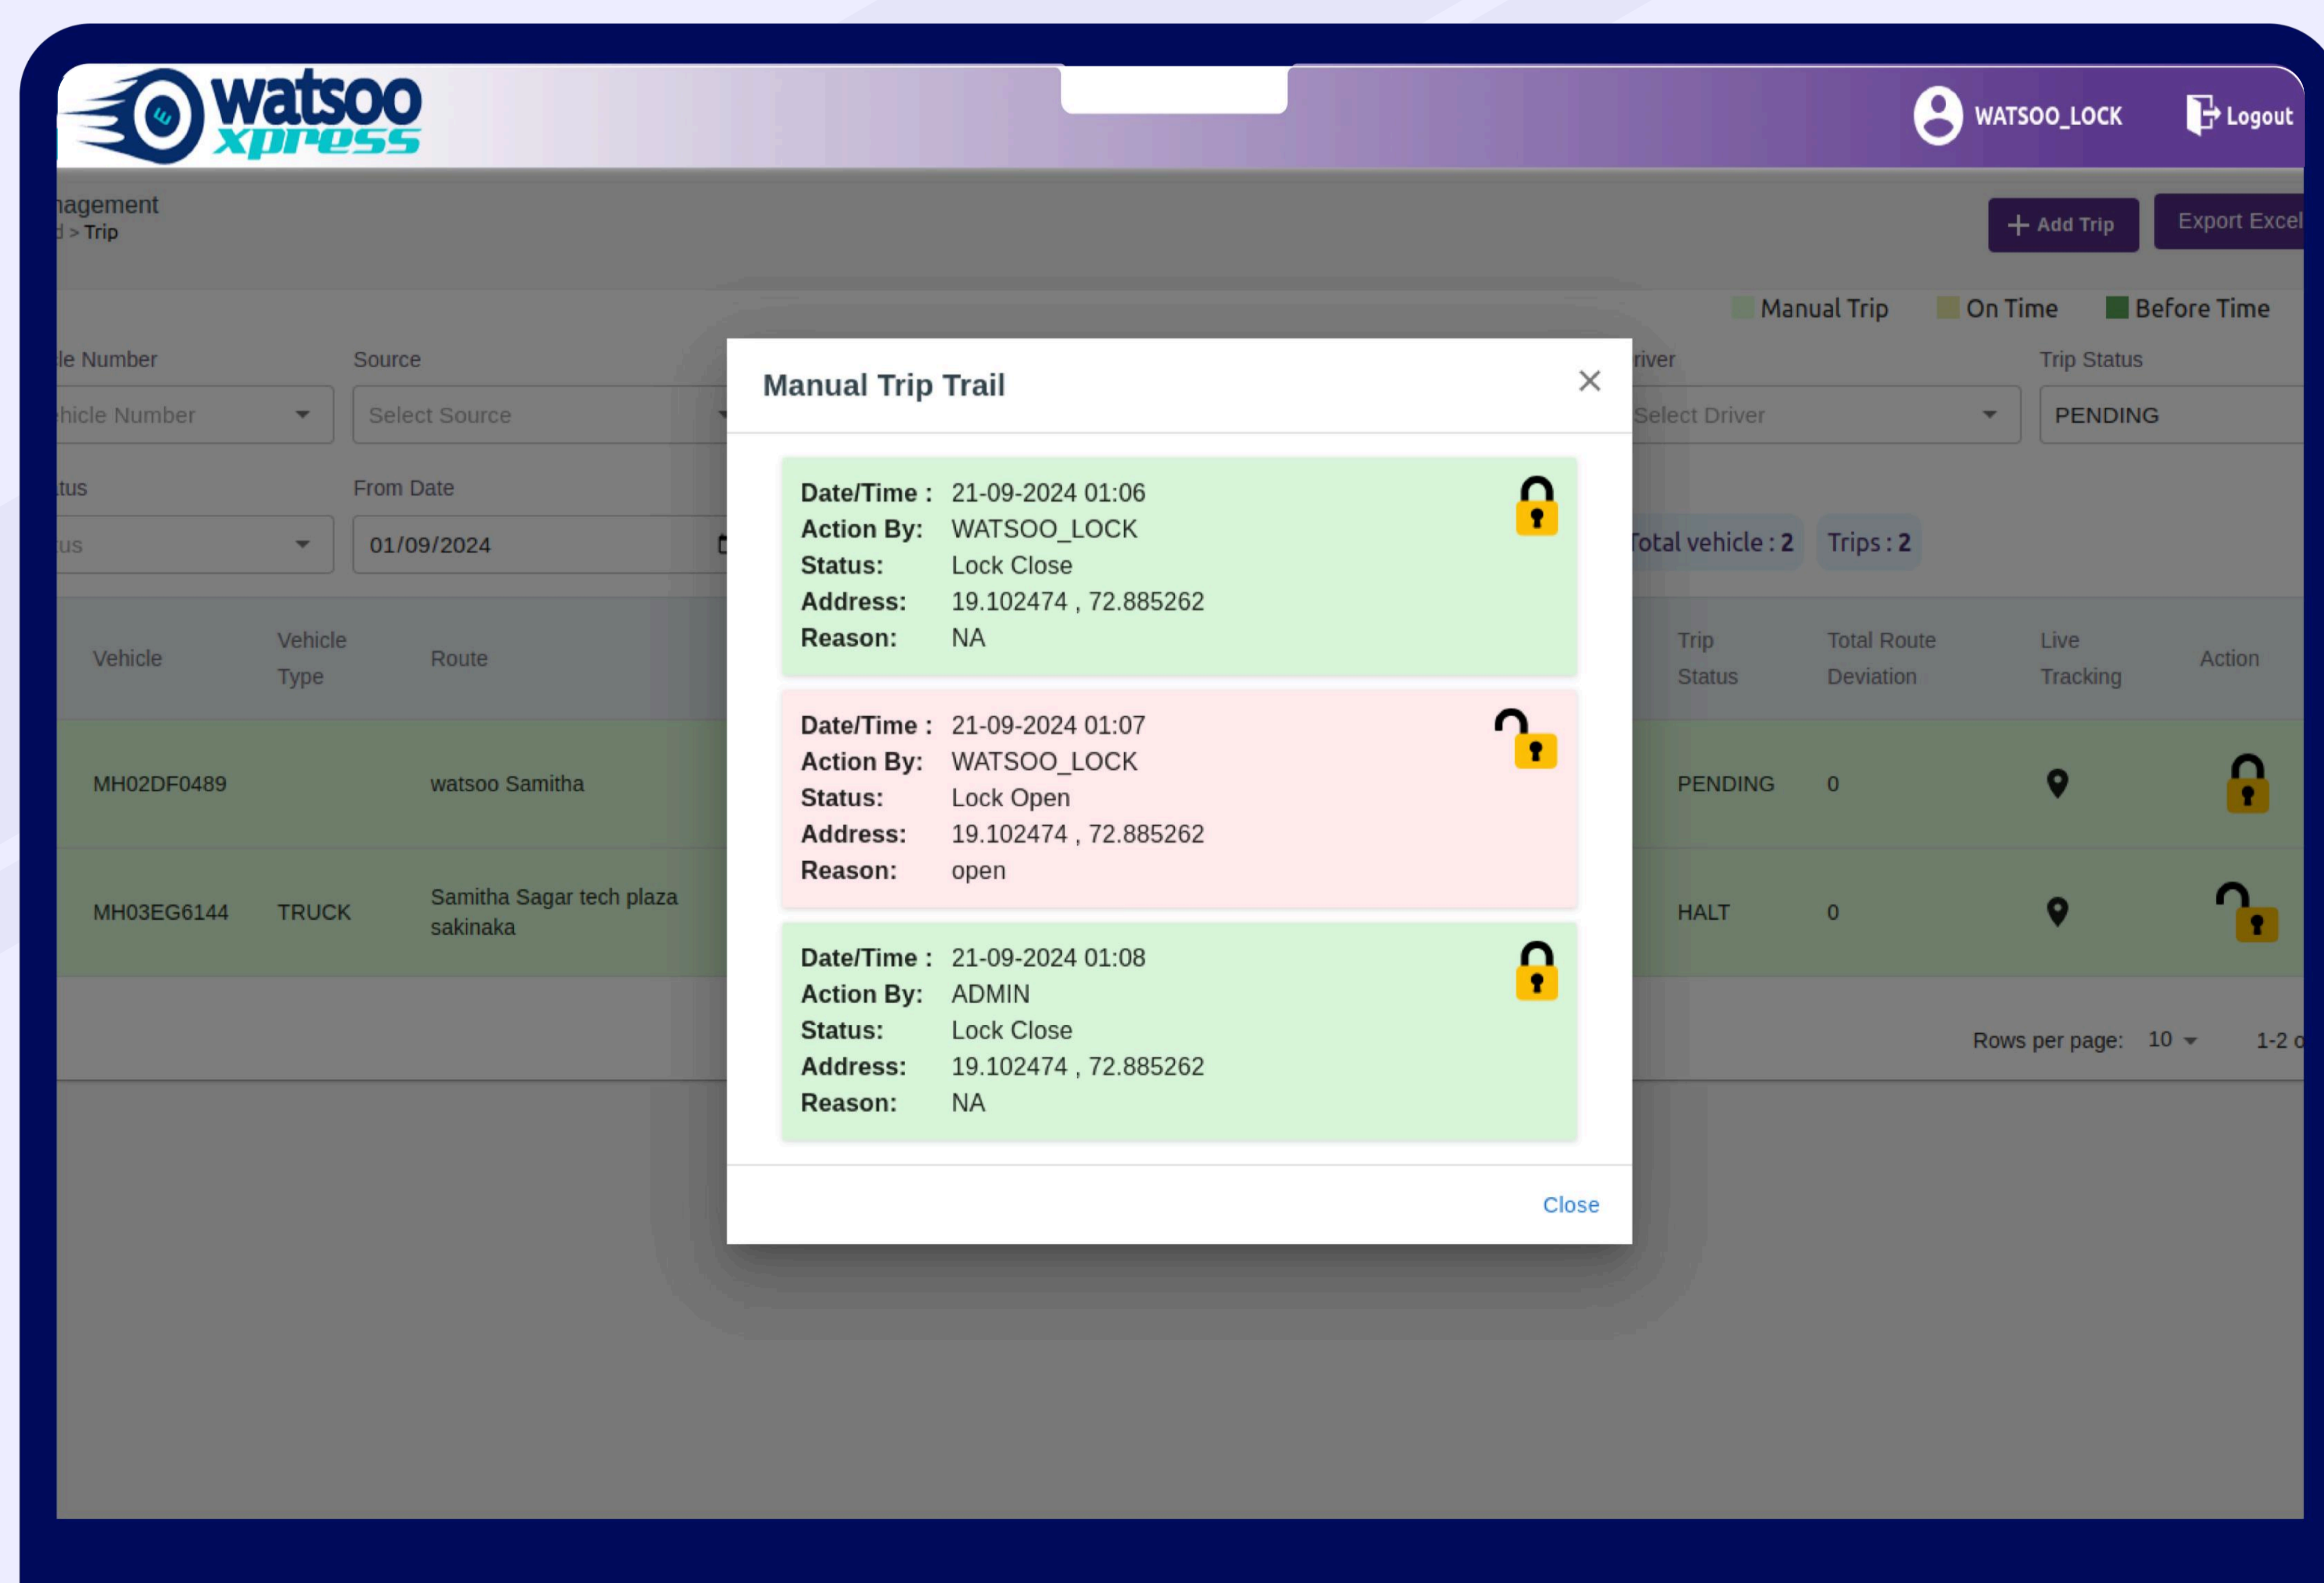 watsoo
xpress
WATSOO_LOCK
Logout
nagement
d > Trip
+ Add Trip
Export Excel
Manual Trip
On Time
Before Time
le Number
Source
river
Trip Status
hicle Number
Select Source
Select Driver
PENDING
tus
From Date
us
01/09/2024
Total vehicle : 2
Trips : 2
Vehicle
Vehicle
Type
Route
Trip
Status
Total Route
Deviation
Live
Tracking
Action
MH02DF0489
watsoo Samitha
PENDING
0
MH03EG6144
TRUCK
Samitha Sagar tech plaza
sakinaka
HALT
0
Rows per page:
10
1-2 o
Manual Trip Trail
Date/Time : 21-09-2024 01:06
Action By: WATSOO_LOCK
Status: Lock Close
Address: 19.102474 , 72.885262
Reason: NA
Date/Time : 21-09-2024 01:07
Action By: WATSOO_LOCK
Status: Lock Open
Address: 19.102474 , 72.885262
Reason: open
Date/Time : 21-09-2024 01:08
Action By: ADMIN
Status: Lock Close
Address: 19.102474 , 72.885262
Reason: NA
Close